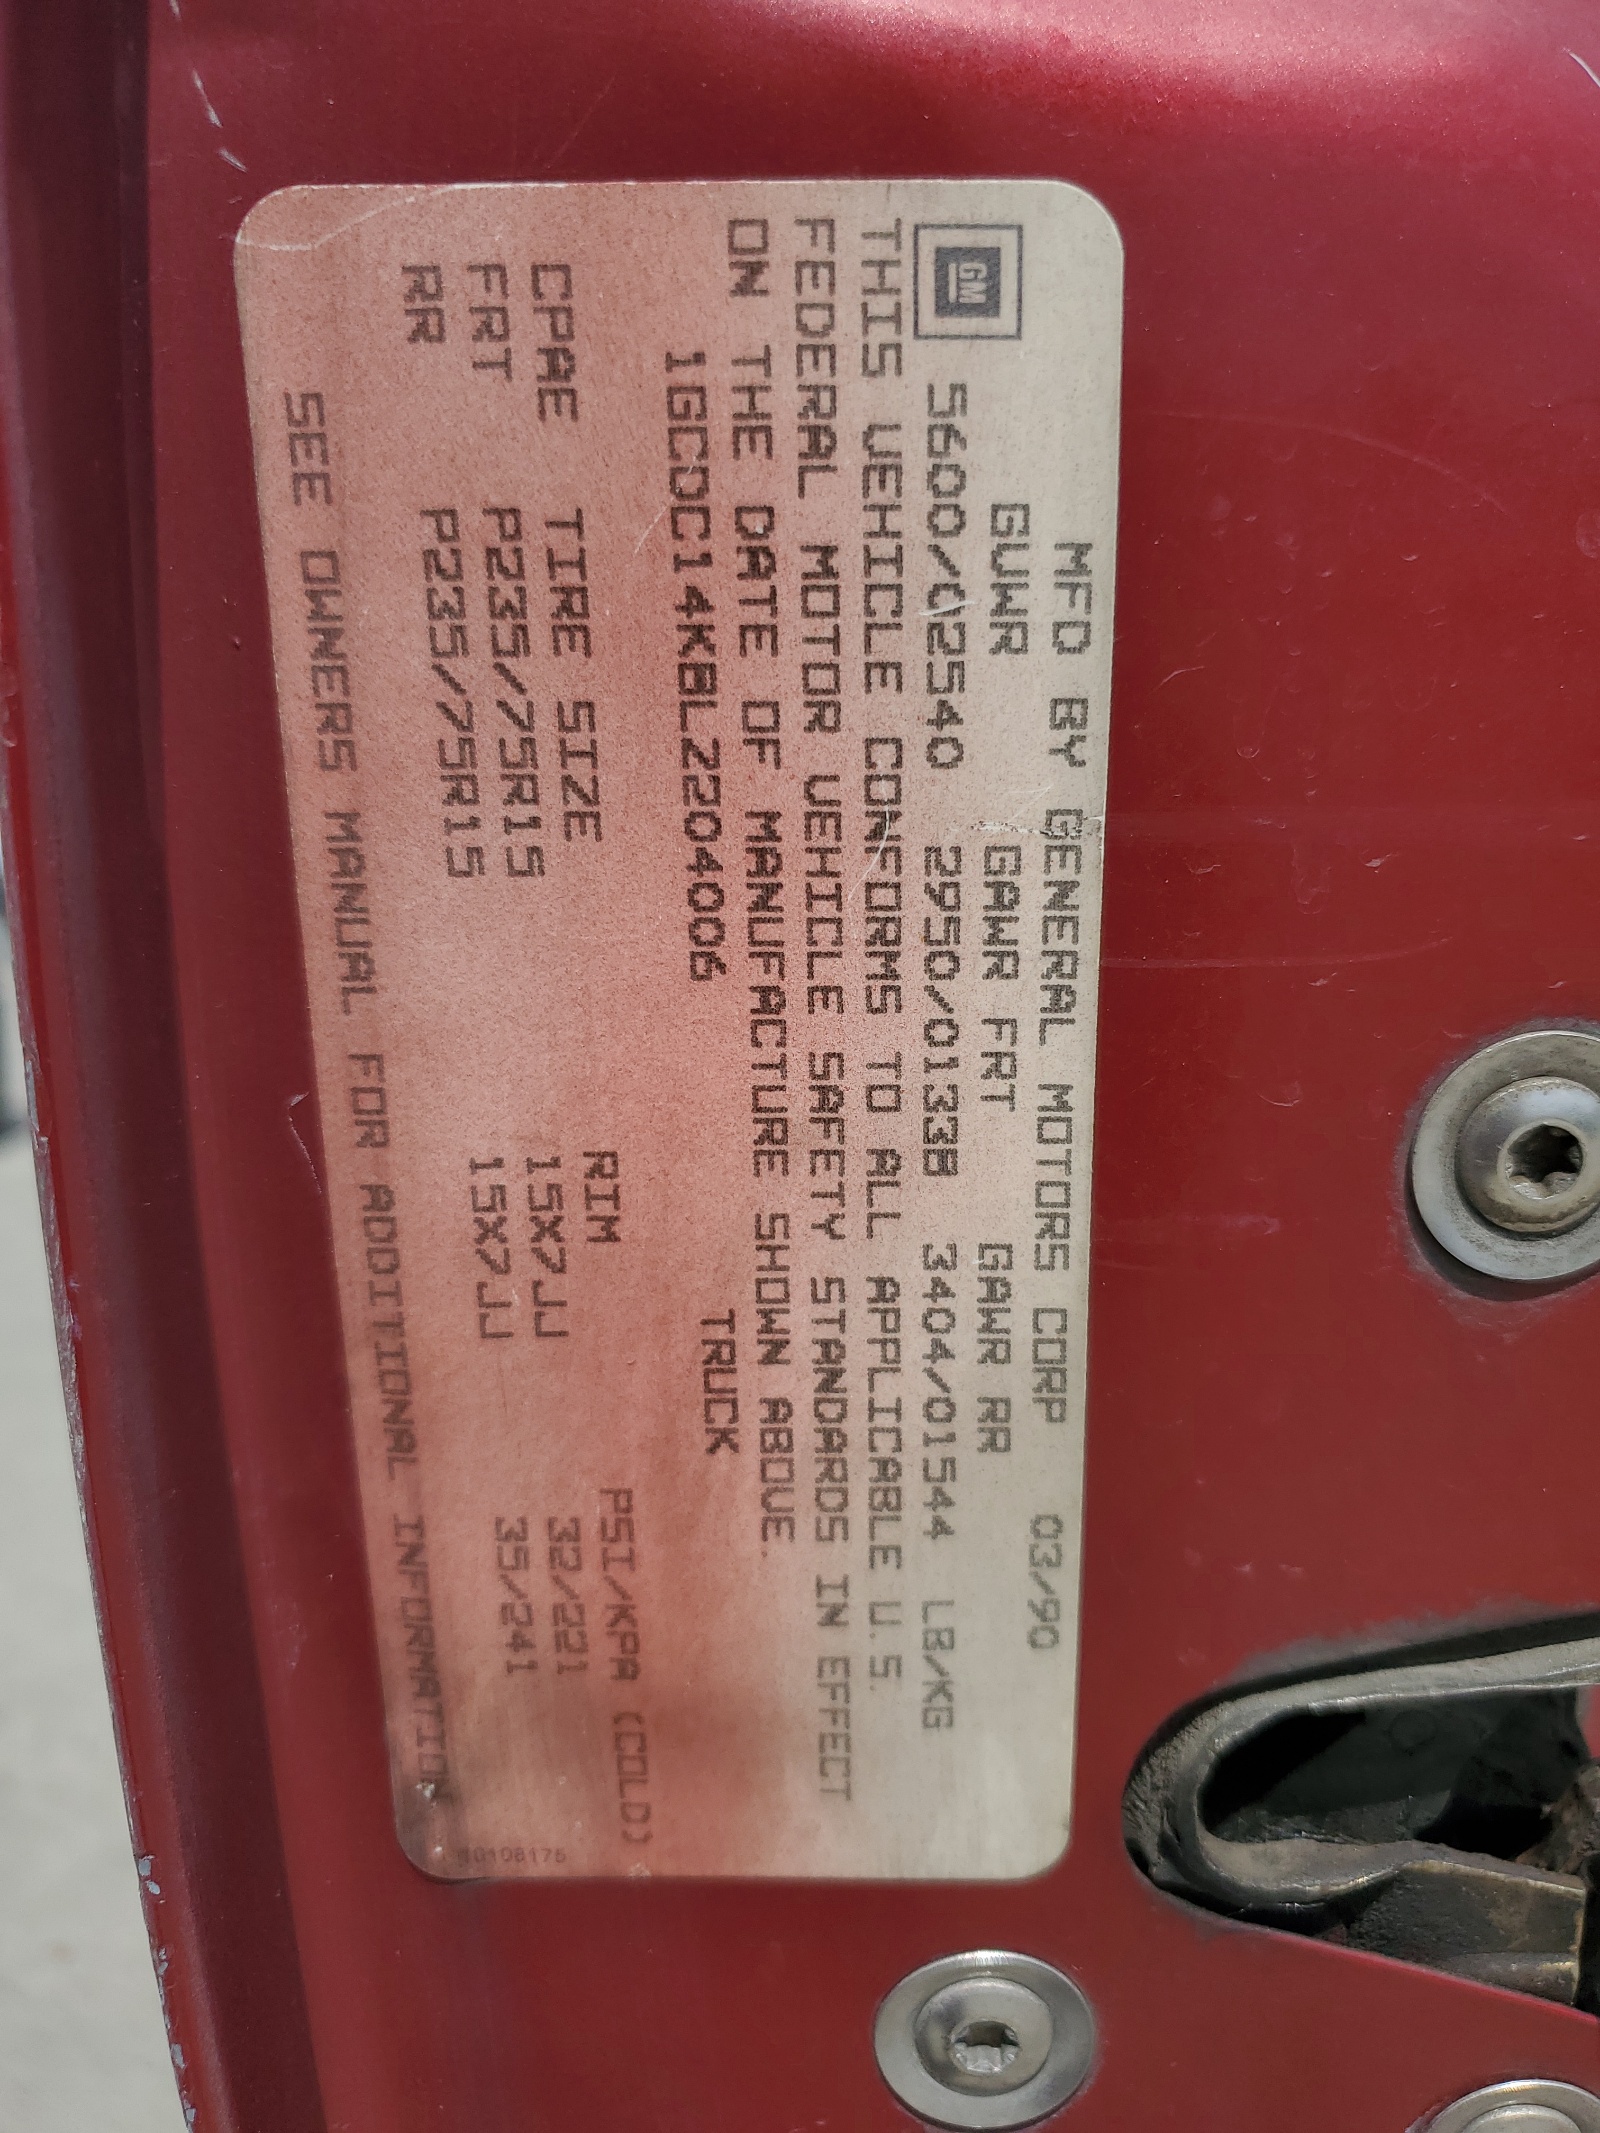 MFD BY GENERAL MOTORS CORP 03/90
GM
GVWR GAWR FRT GAWR RR
5600/02540 2950/01338 3404/01544 LB/KG
THIS VEHICLE CONFORMS TO ALL APPLICABLE U.S.
FEDERAL MOTOR VEHICLE SAFETY STANDARDS IN EFFECT
ON THE DATE OF MANUFACTURE SHOWN ABOVE.
1GCDC14K8LZ204006 TRUCK
CPAE TIRE SIZE RIM PSI/KPA (COLD)
FRT P235/75R15 15X7JJ 32/221
RR P235/75R15 15X7JJ 35/241
SEE OWNERS MANUAL FOR ADDITIONAL INFORMATION